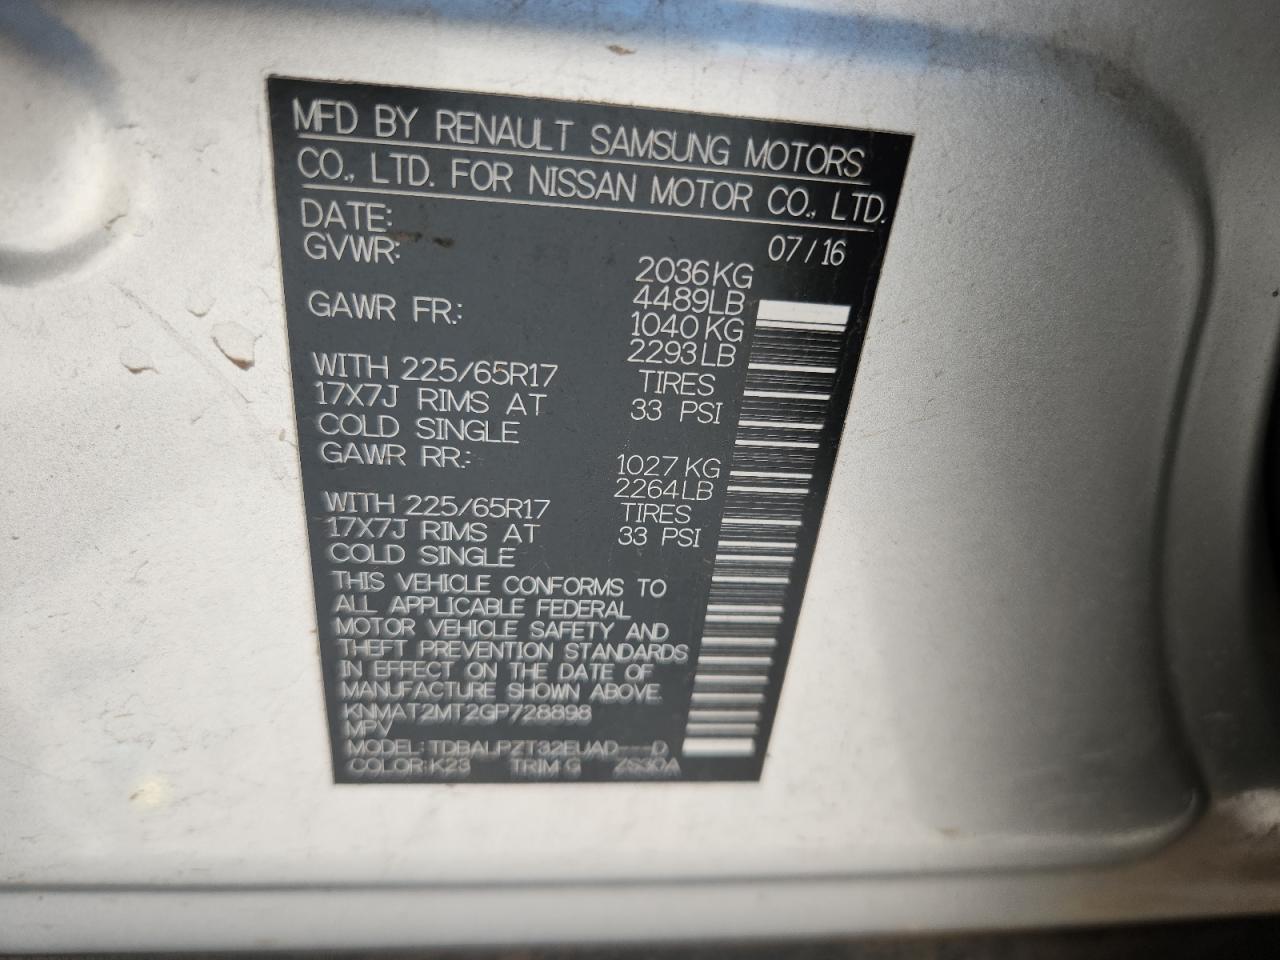 MFD BY RENAULT SAMSUNG MOTORS
CO., LTD. FOR NISSAN MOTOR CO., LTD.
DATE: 07/16
GVWR: 2036KG
4489LB
GAWR FR.: 1040KG
2293LB
WITH 225/65R17 TIRES
17X7J RIMS AT 33 PSI
COLD SINGLE
GAWR RR.: 1027KG
2264LB
WITH 225/65R17 TIRES
17X7J RIMS AT 33 PSI
COLD SINGLE
THIS VEHICLE CONFORMS TO
ALL APPLICABLE FEDERAL
MOTOR VEHICLE SAFETY AND
THEFT PREVENTION STANDARDS
IN EFFECT ON THE DATE OF
MANUFACTURE SHOWN ABOVE.
KNMAT2MT2GP728898
MPV
MODEL: TDBALPZT32EUAD---D
COLOR:K23 TRIM:G ZS30A